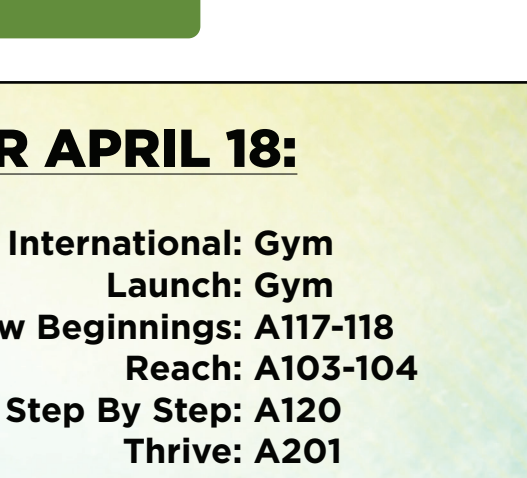 R APRIL 18:
International: Gym
Launch: Gym
w Beginnings: A117-118
Reach: A103-104
Step By Step: A120
Thrive: A201